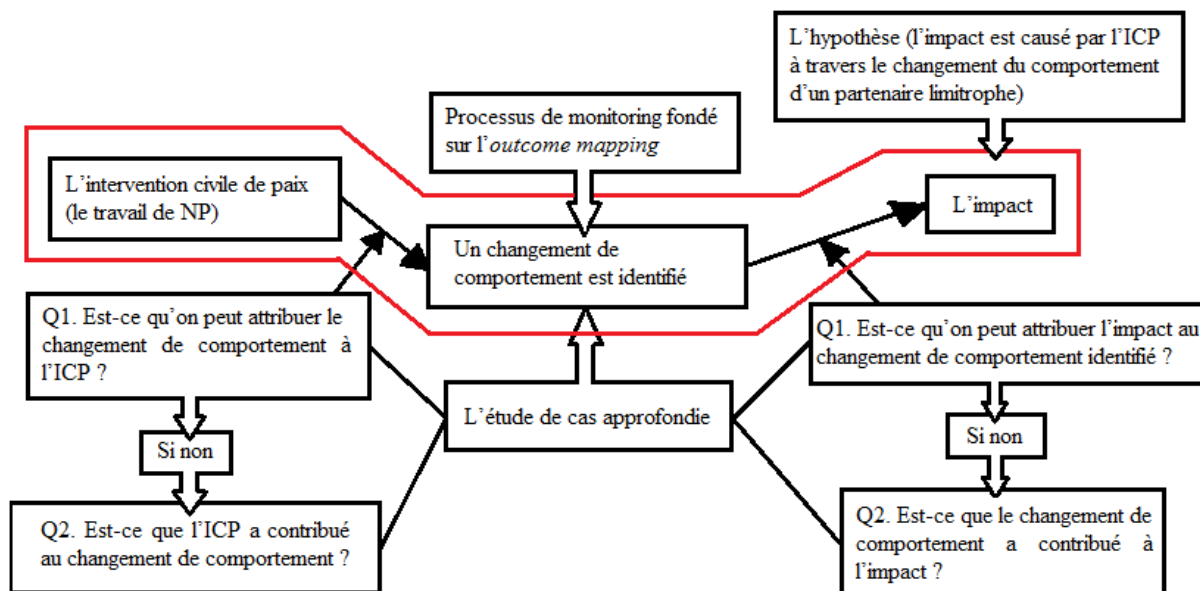 L'hypothèse (l'impact est causé par l'ICP
à travers le changement du comportement
d'un partenaire limitrophe)
Processus de monitoring fondé
sur l'outcome mapping
L'intervention civile de paix
(le travail de NP)
L'impact
Un changement de
comportement est identifié
Q1. Est-ce qu'on peut attribuer le
changement de comportement à
l'ICP ?
Q1. Est-ce qu'on peut attribuer l'impact au
changement de comportement identifié ?
L'étude de cas approfondie
Si non
Si non
Q2. Est-ce que l'ICP a contribué
au changement de comportement ?
Q2. Est-ce que le changement de
comportement a contribué à
l'impact ?